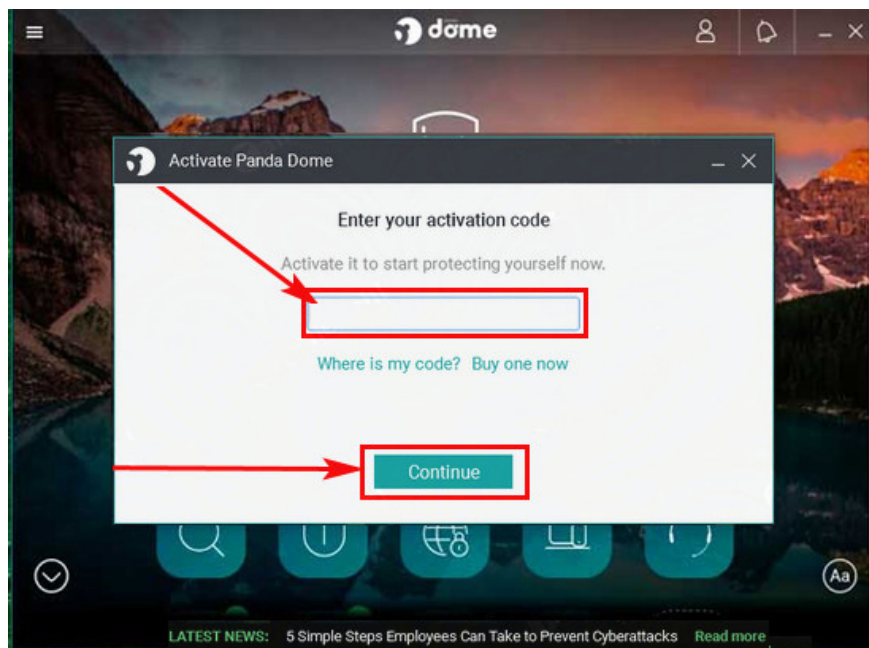 dome
Activate Panda Dome
Enter your activation code
Activate it to start protecting yourself now.
Where is my code? Buy one now
Continue
Aa
LATEST NEWS: 5 Simple Steps Employees Can Take to Prevent Cyberattacks Read more